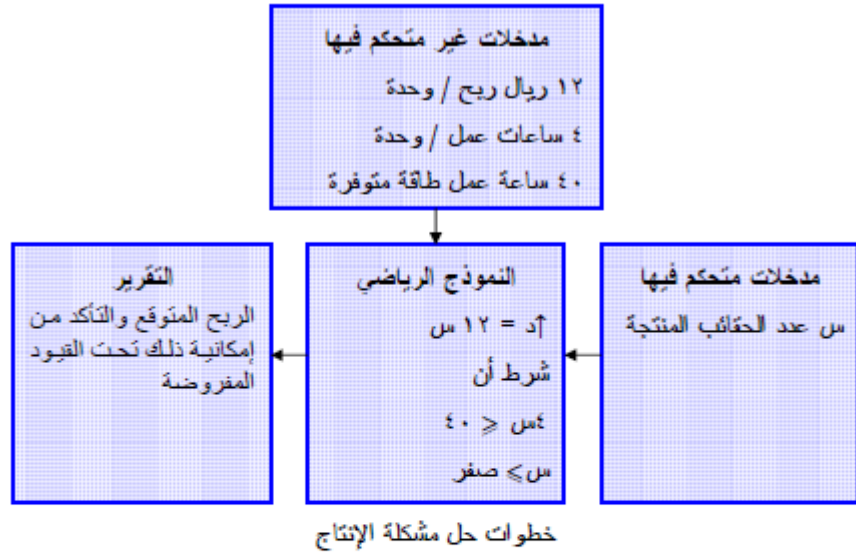 مدخلات غير متحكم فيها
١٢ ريال ربح / وحدة
٤ ساعات عمل / وحدة
٤٠ ساعة عمل طاقة متوفرة
مدخلات متحكم فيها
س عدد الحقائب المنتجة
النموذج الرياضي
↑د = ١٢ س
شرط أن
٤س ⩽ ٤٠
س⩾ صفر
التقرير
الربح المتوقع والتأكد من
إمكانية ذلك تحت القيود
المفروضة
خطوات حل مشكلة الإنتاج